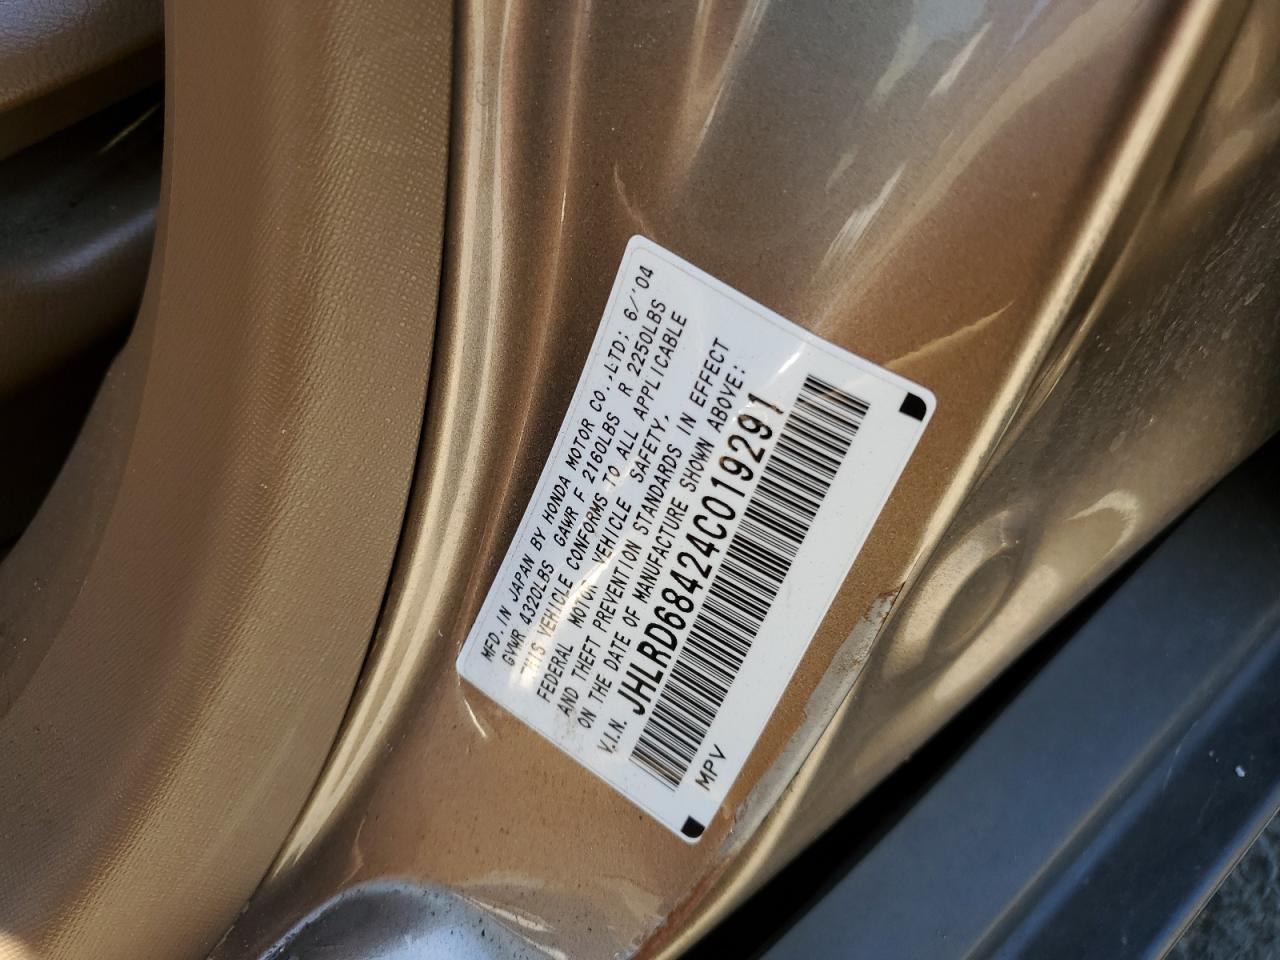 MFD. IN JAPAN BY HONDA MOTOR CO.,LTD; 6/'04
GVWR 4320LBS GAWR F 2160LBS R 2250LBS
THIS VEHICLE CONFORMS TO ALL APPLICABLE
FEDERAL MOTOR VEHICLE SAFETY,
AND THEFT PREVENTION STANDARDS IN EFFECT
ON THE DATE OF MANUFACTURE SHOWN ABOVE:
V.I.N. JHLRD68424C019291
MPV